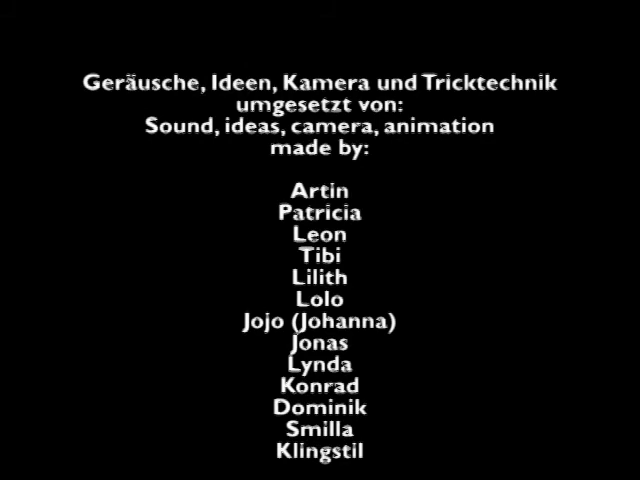 Geräusche, Ideen, Kamera und Tricktechnik
umgesetzt von:
Sound, ideas, camera, animation
made by:
Artin
Patricia
Leon
Tibi
Lilith
Lolo
Jojo (Johanna)
Jonas
Lynda
Konrad
Dominik
Smilla
Klingstil